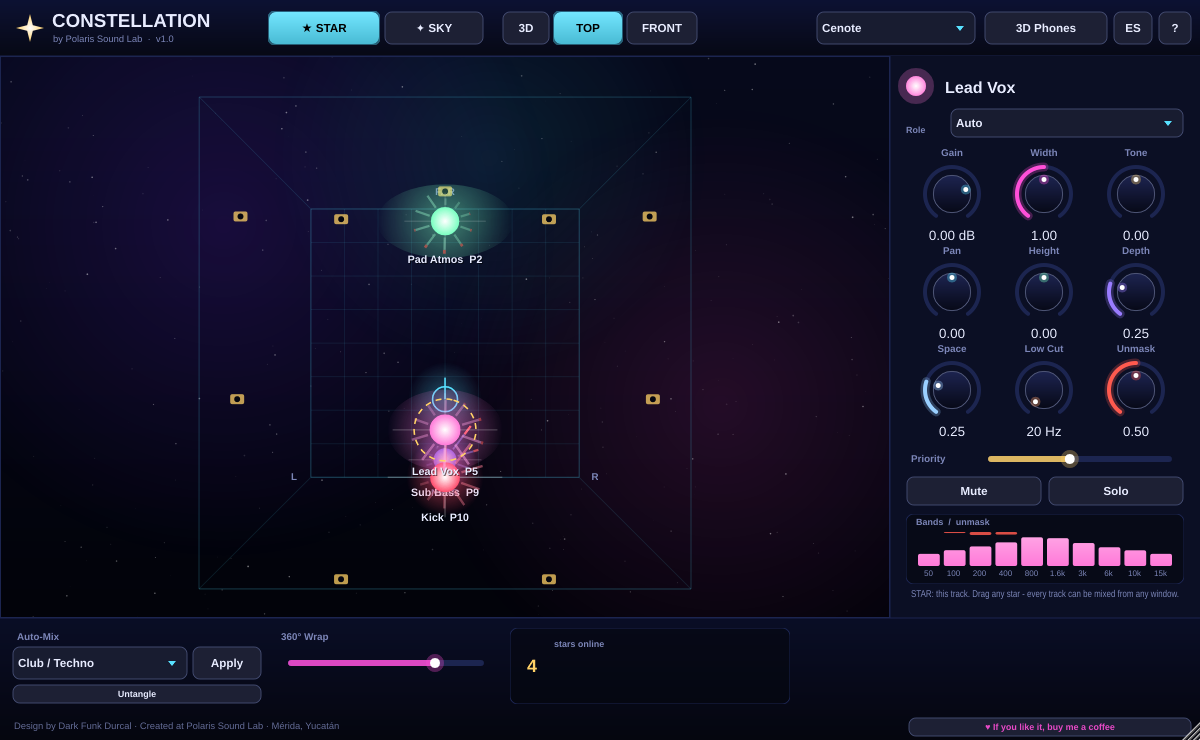 CONSTELLATION
by Polaris Sound Lab · v1.0
★ STAR
✦ SKY
3D
TOP
FRONT
Cenote
3D Phones
ES
?
Lead Vox
Role
Auto
Gain
Width
Tone
0.00 dB
1.00
0.00
Pan
Height
Depth
0.00
0.00
0.25
Space
Low Cut
Unmask
0.25
20 Hz
0.50
Priority
Mute
Solo
Bands / unmask
50 100 200 400 800 1.6k 3k 6k 10k 15k
STAR: this track. Drag any star - every track can be mixed from any window.
Pad Atmos P2
Lead Vox P5
L
R
Sub Bass P9
Kick P10
Auto-Mix
Club / Techno
Apply
Untangle
360° Wrap
stars online
4
Design by Dark Funk Durcal · Created at Polaris Sound Lab · Mérida, Yucatán
♥ If you like it, buy me a coffee